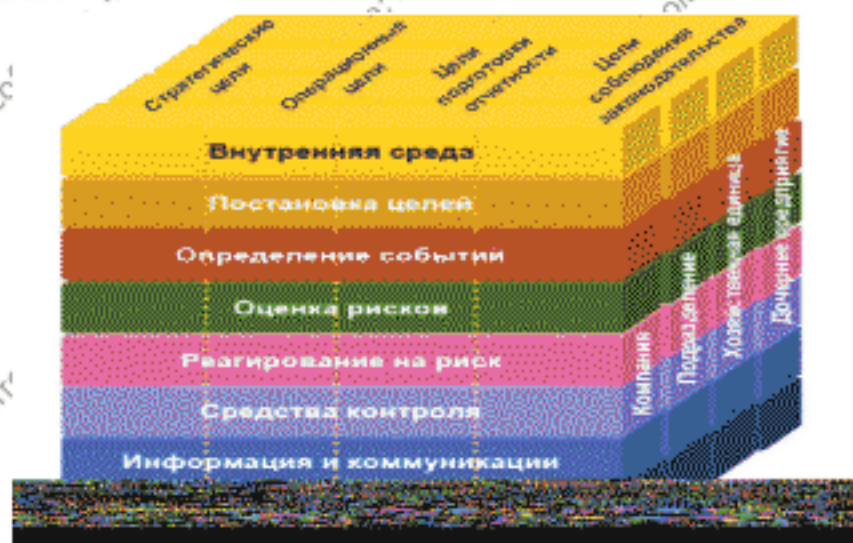 Стратегические
цели
Операционные
цели
Цели
подготовки
отчетности
Цели
соблюдения
законодательства
Внутренняя среда
Постановка целей
Определение событий
Оценка рисков
Реагирование на риск
Средства контроля
Информация и коммуникации
Компания
Подразделение
Хозяйственная единица
Дочернее предприятие